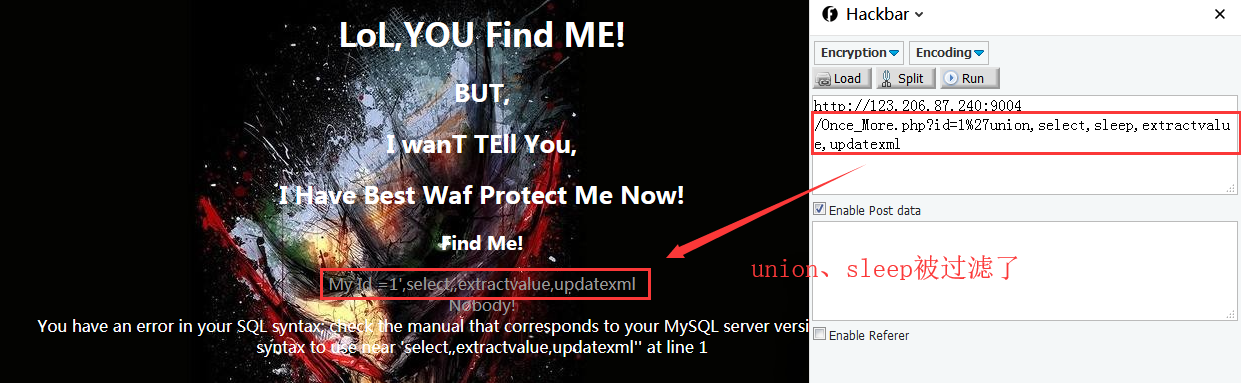 LoL,YOU Find ME!
BUT,
I wanT TEll You,
I Have Best Waf Protect Me Now!
Find Me!
My Id =1',select,,extractvalue,updatexml
Nobody!
You have an error in your SQL syntax; check the manual that corresponds to your MySQL server versi
syntax to use near 'select,,extractvalue,updatexml'' at line 1
Hackbar
Encryption
Encoding
Load
Split
Run
http://123.206.87.240:9004
/Once_More.php?id=1%27union,select,sleep,extractvalu
e,updatexml
Enable Post data
union、sleep被过滤了
Enable Referer